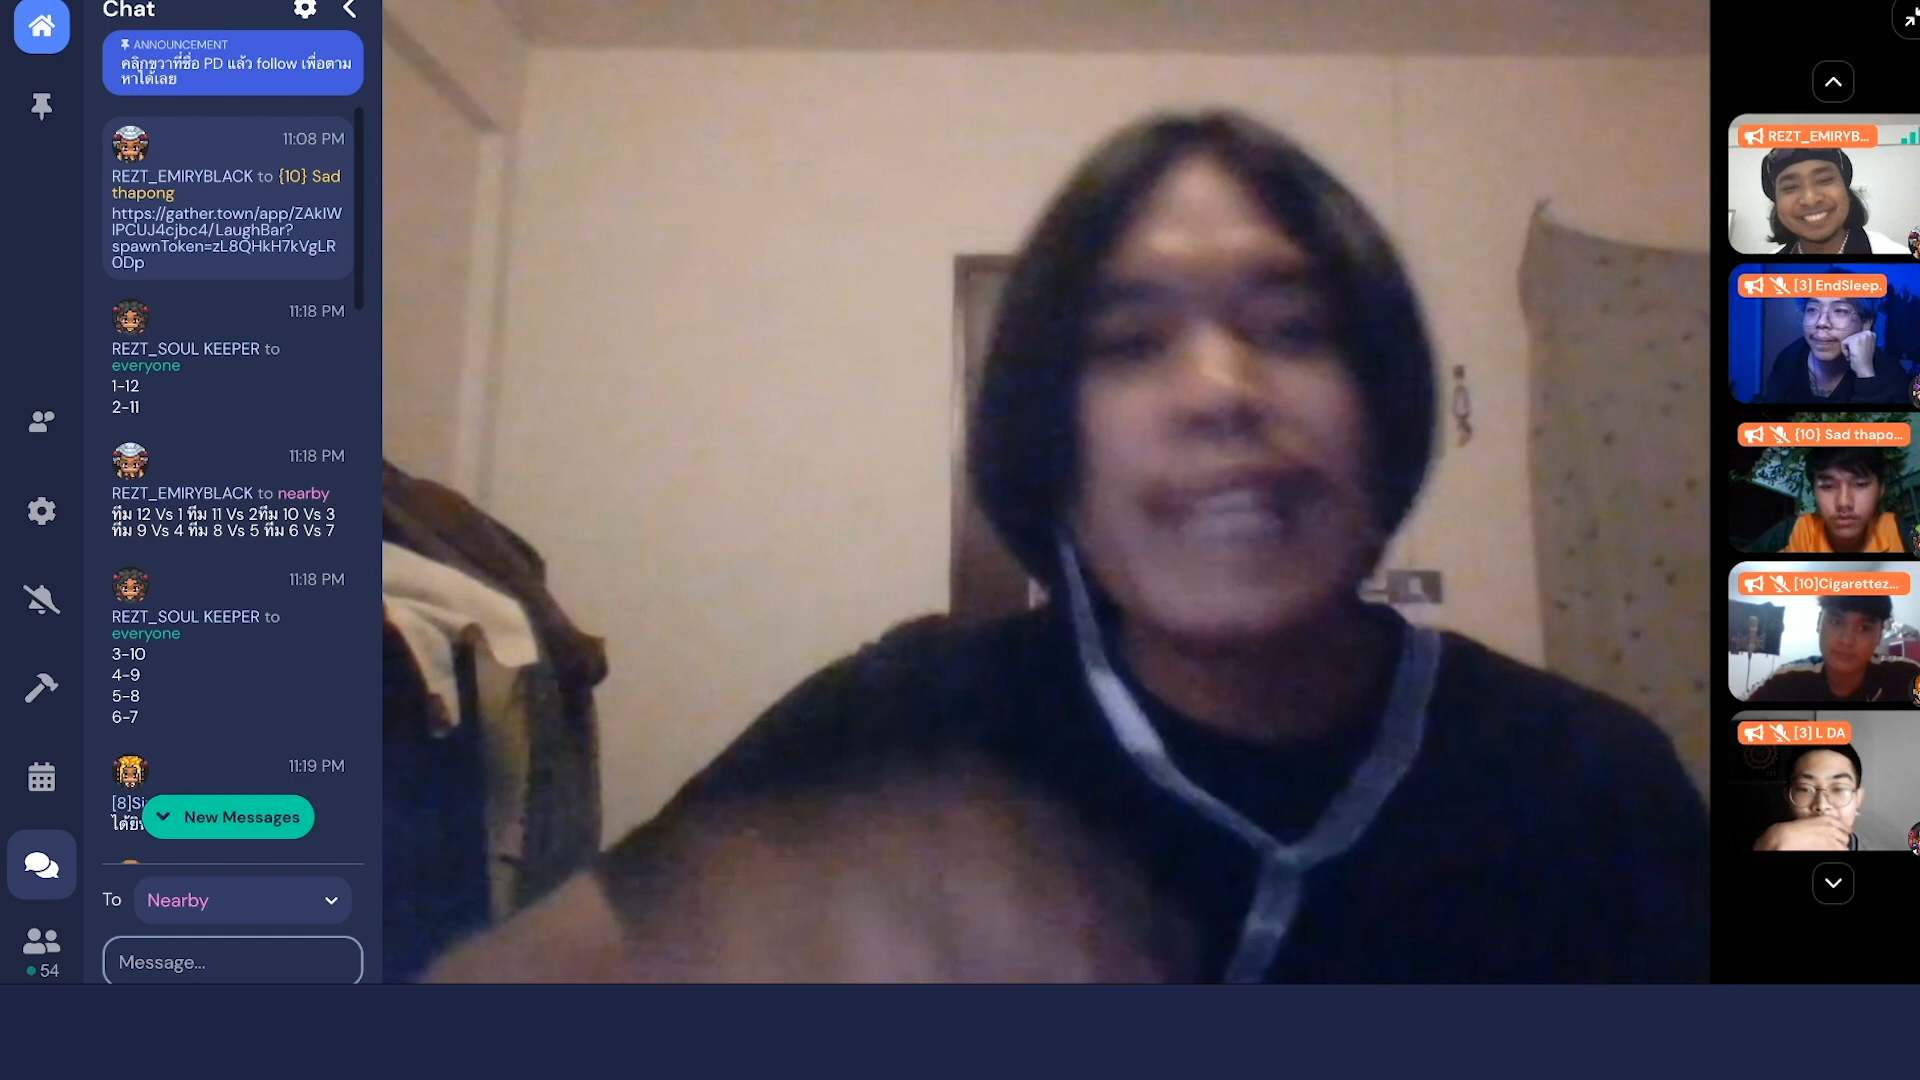 Chat
ANNOUNCEMENT
คลิกขวาที่ชื่อ PD แล้ว follow เพื่อตาม
หาได้เลย
11:08 PM
REZT_EMIRYBLACK to {10} Sad
thapong
https://gather.town/app/ZAkIW
IPCUJ4cjbc4/LaughBar?
spawnToken=zL8QHkH7kVgLR
0Dp
11:18 PM
REZT_SOUL KEEPER to
everyone
1-12
2-11
11:18 PM
REZT_EMIRYBLACK to nearby
ทีม 12 Vs 1 ทีม 11 Vs 2ทีม 10 Vs 3
ทีม 9 Vs 4 ทีม 8 Vs 5 ทีม 6 Vs 7
11:18 PM
REZT_SOUL KEEPER to
everyone
3-10
4-9
5-8
6-7
11:19 PM
[8]Si
New Messages
To
Nearby
Message...
54
REZT_EMIRYB...
[3] EndSleep.
{10} Sad thapo...
[10]Cigarettez...
[3] L DA